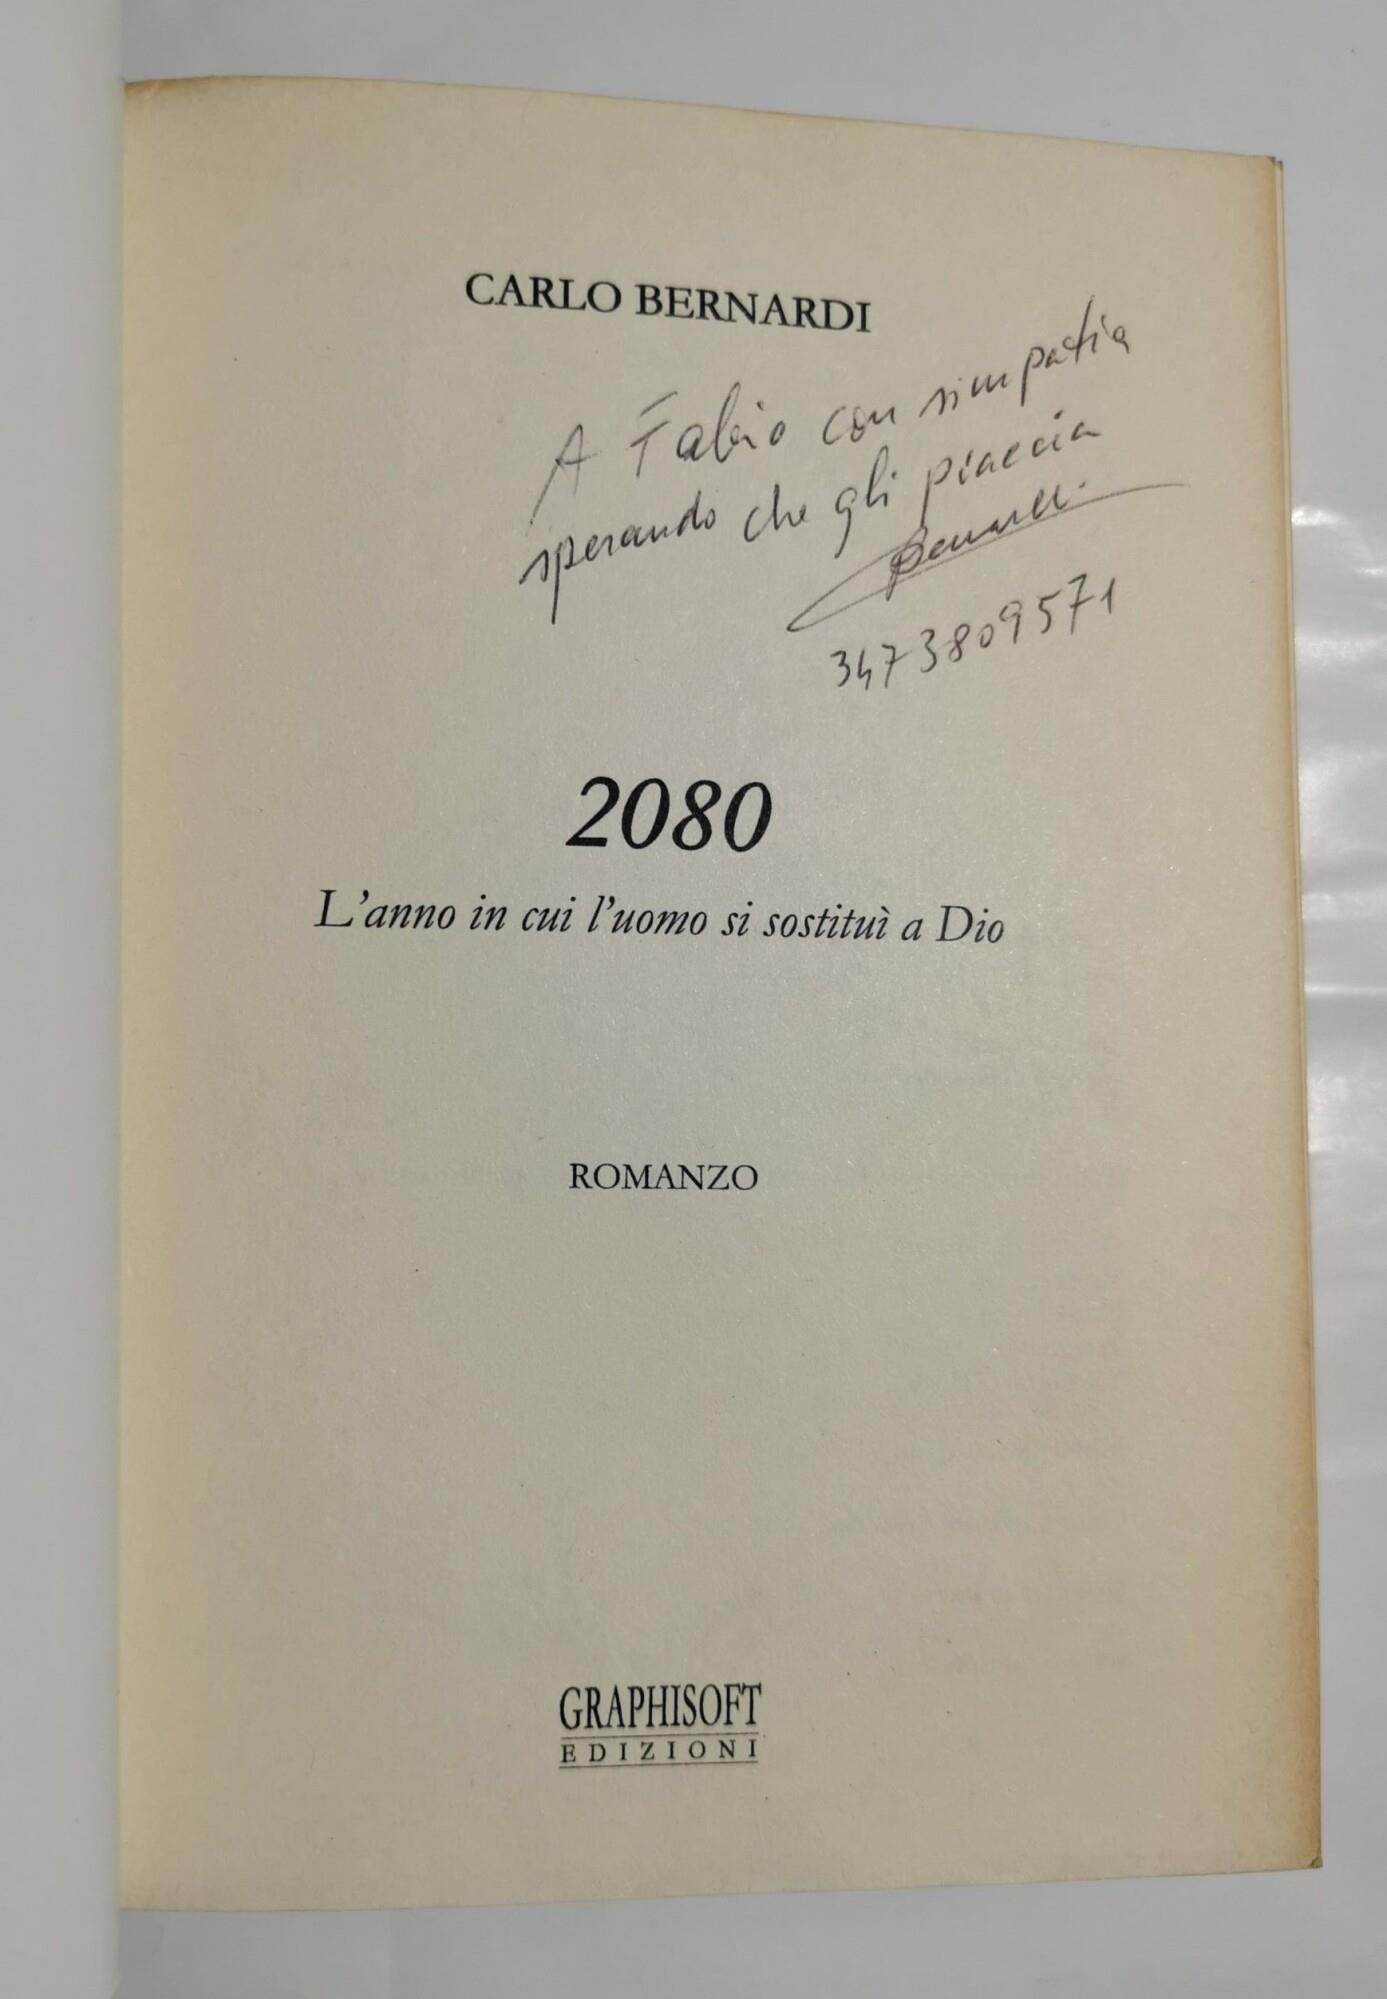 CARLO BERNARDI
A Fabio con simpatia
sperando che gli piaccia
Bernardi
3473809571
2080
L'anno in cui l'uomo si sostituì a Dio
ROMANZO
GRAPHISOFT
EDIZIONI